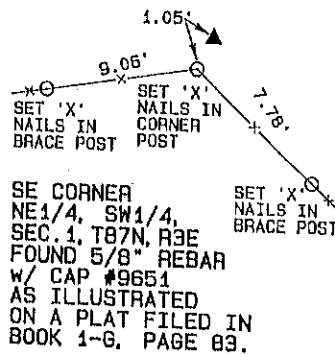 1.05'
9.06'
7.78'
SET 'X'
NAILS IN
BRACE POST
SET 'X'
NAILS IN
CORNER
POST
SET 'X'
NAILS IN
BRACE POST
SE CORNER
NE1/4, SW1/4,
SEC. 1, T87N, R3E
FOUND 5/8" REBAR
W/ CAP #9651
AS ILLUSTRATED
ON A PLAT FILED IN
BOOK 1-G, PAGE 83.